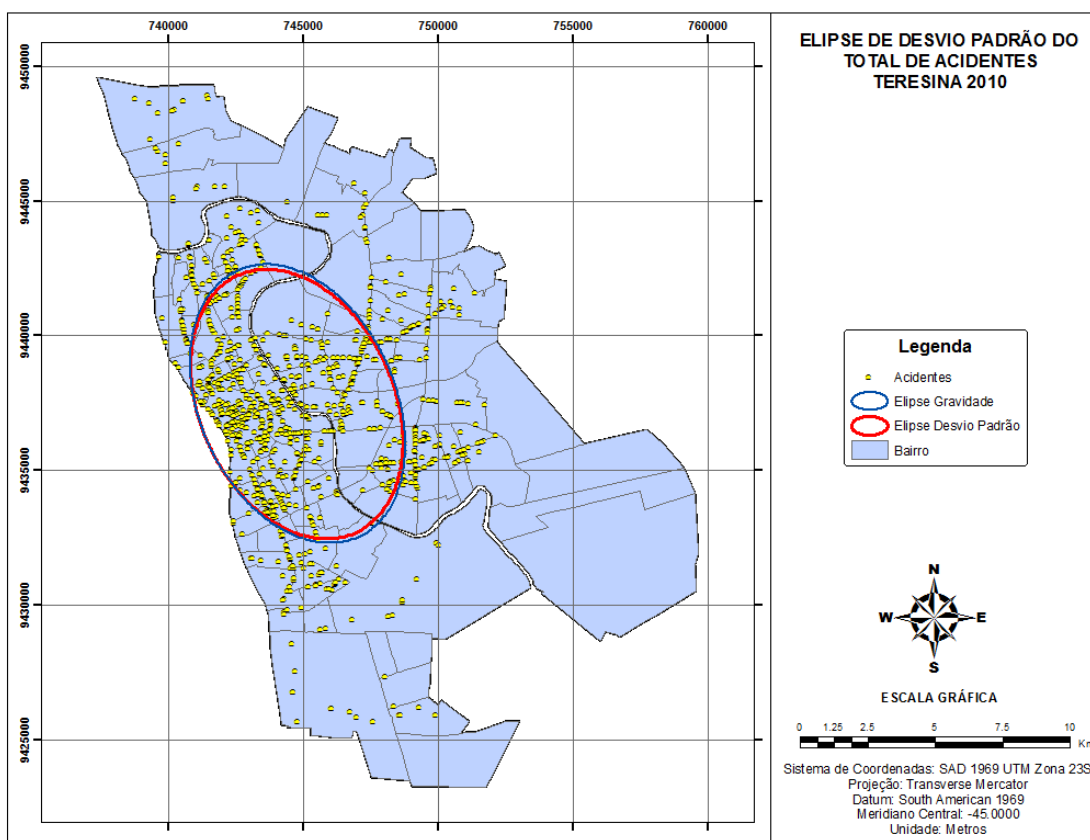 740000 745000 750000 755000 760000
9450000
9445000
9440000
9435000
9430000
9425000
ELIPSE DE DESVIO PADRÃO DO
TOTAL DE ACIDENTES
TERESINA 2010
Legenda
Acidentes
Elipse Gravidade
Elipse Desvio Padrão
Bairro
N
W E
S
ESCALA GRÁFICA
0 1.25 2.5 5 7.5 10
Km
Sistema de Coordenadas: SAD 1969 UTM Zona 23S
Projeção: Transverse Mercator
Datum: South American 1969
Meridiano Central: -45.0000
Unidade: Metros